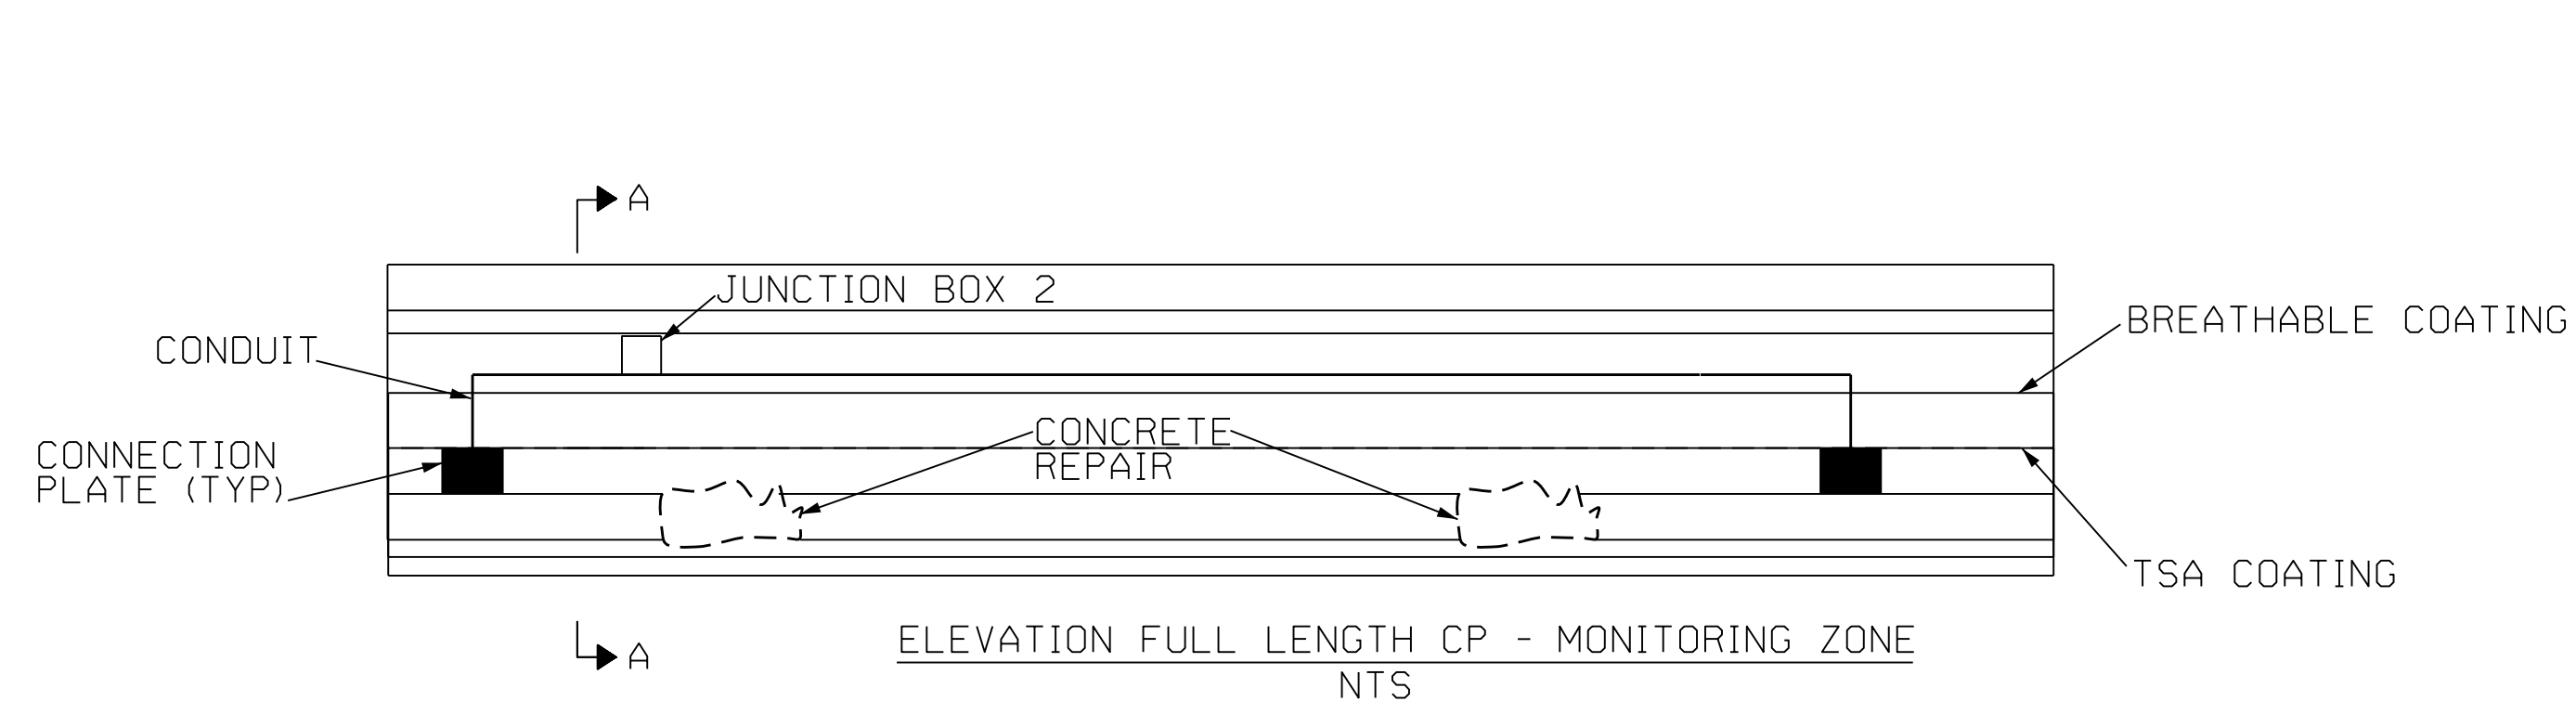 A
JUNCTION BOX 2
BREATHABLE COATING
CONDUIT
CONCRETE
REPAIR
CONNECTION
PLATE (TYP)
TSA COATING
ELEVATION FULL LENGTH CP - MONITORING ZONE
A
NTS